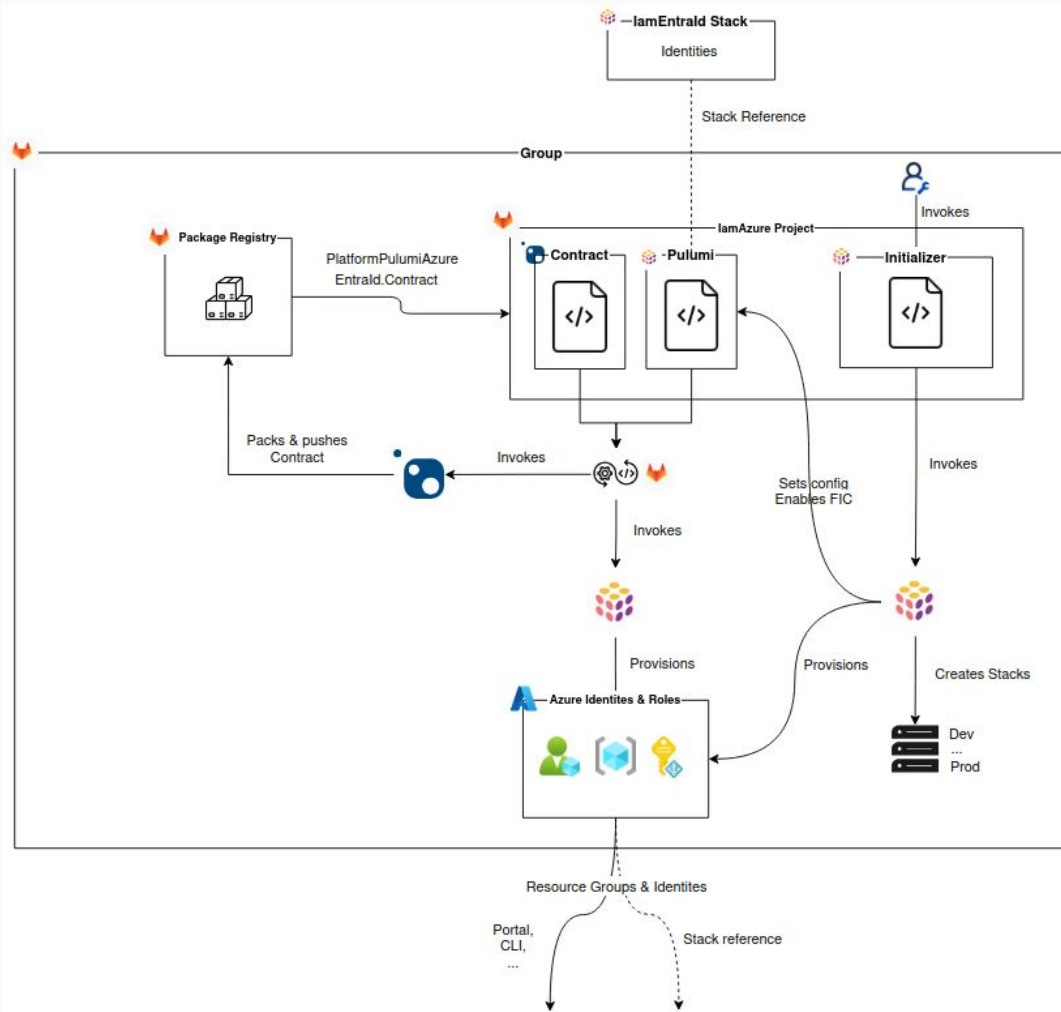 IamEntraId Stack
Identities
Stack Reference
Group
Invokes
IamAzure Project
Package Registry
PlatformPulumiAzure
EntraId.Contract
Contract
Pulumi
Initializer
</>
</>
</>
Packs & pushes
Contract
Invokes
</>
Invokes
Sets config
Enables FIC
Invokes
Provisions
Provisions
Creates Stacks
Azure Identites & Roles
Dev
...
Prod
Resource Groups & Identites
Portal,
CLI,
...
Stack reference